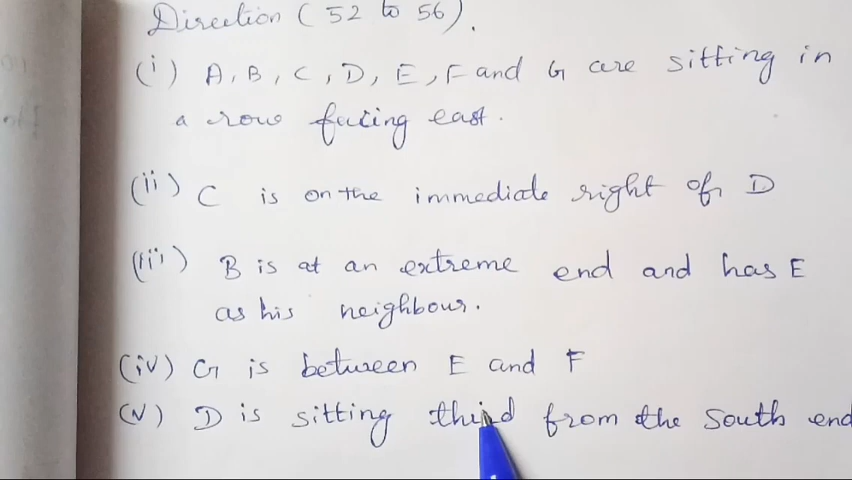 Direction (52 to 56).
(i) A, B, C, D, E, F and G are sitting in
a row facing east.
(ii) C is on the immediate right of D
(iii) B is at an extreme end and has E
as his neighbour.
(iv) G is between E and F
(V) D is sitting third from the South end